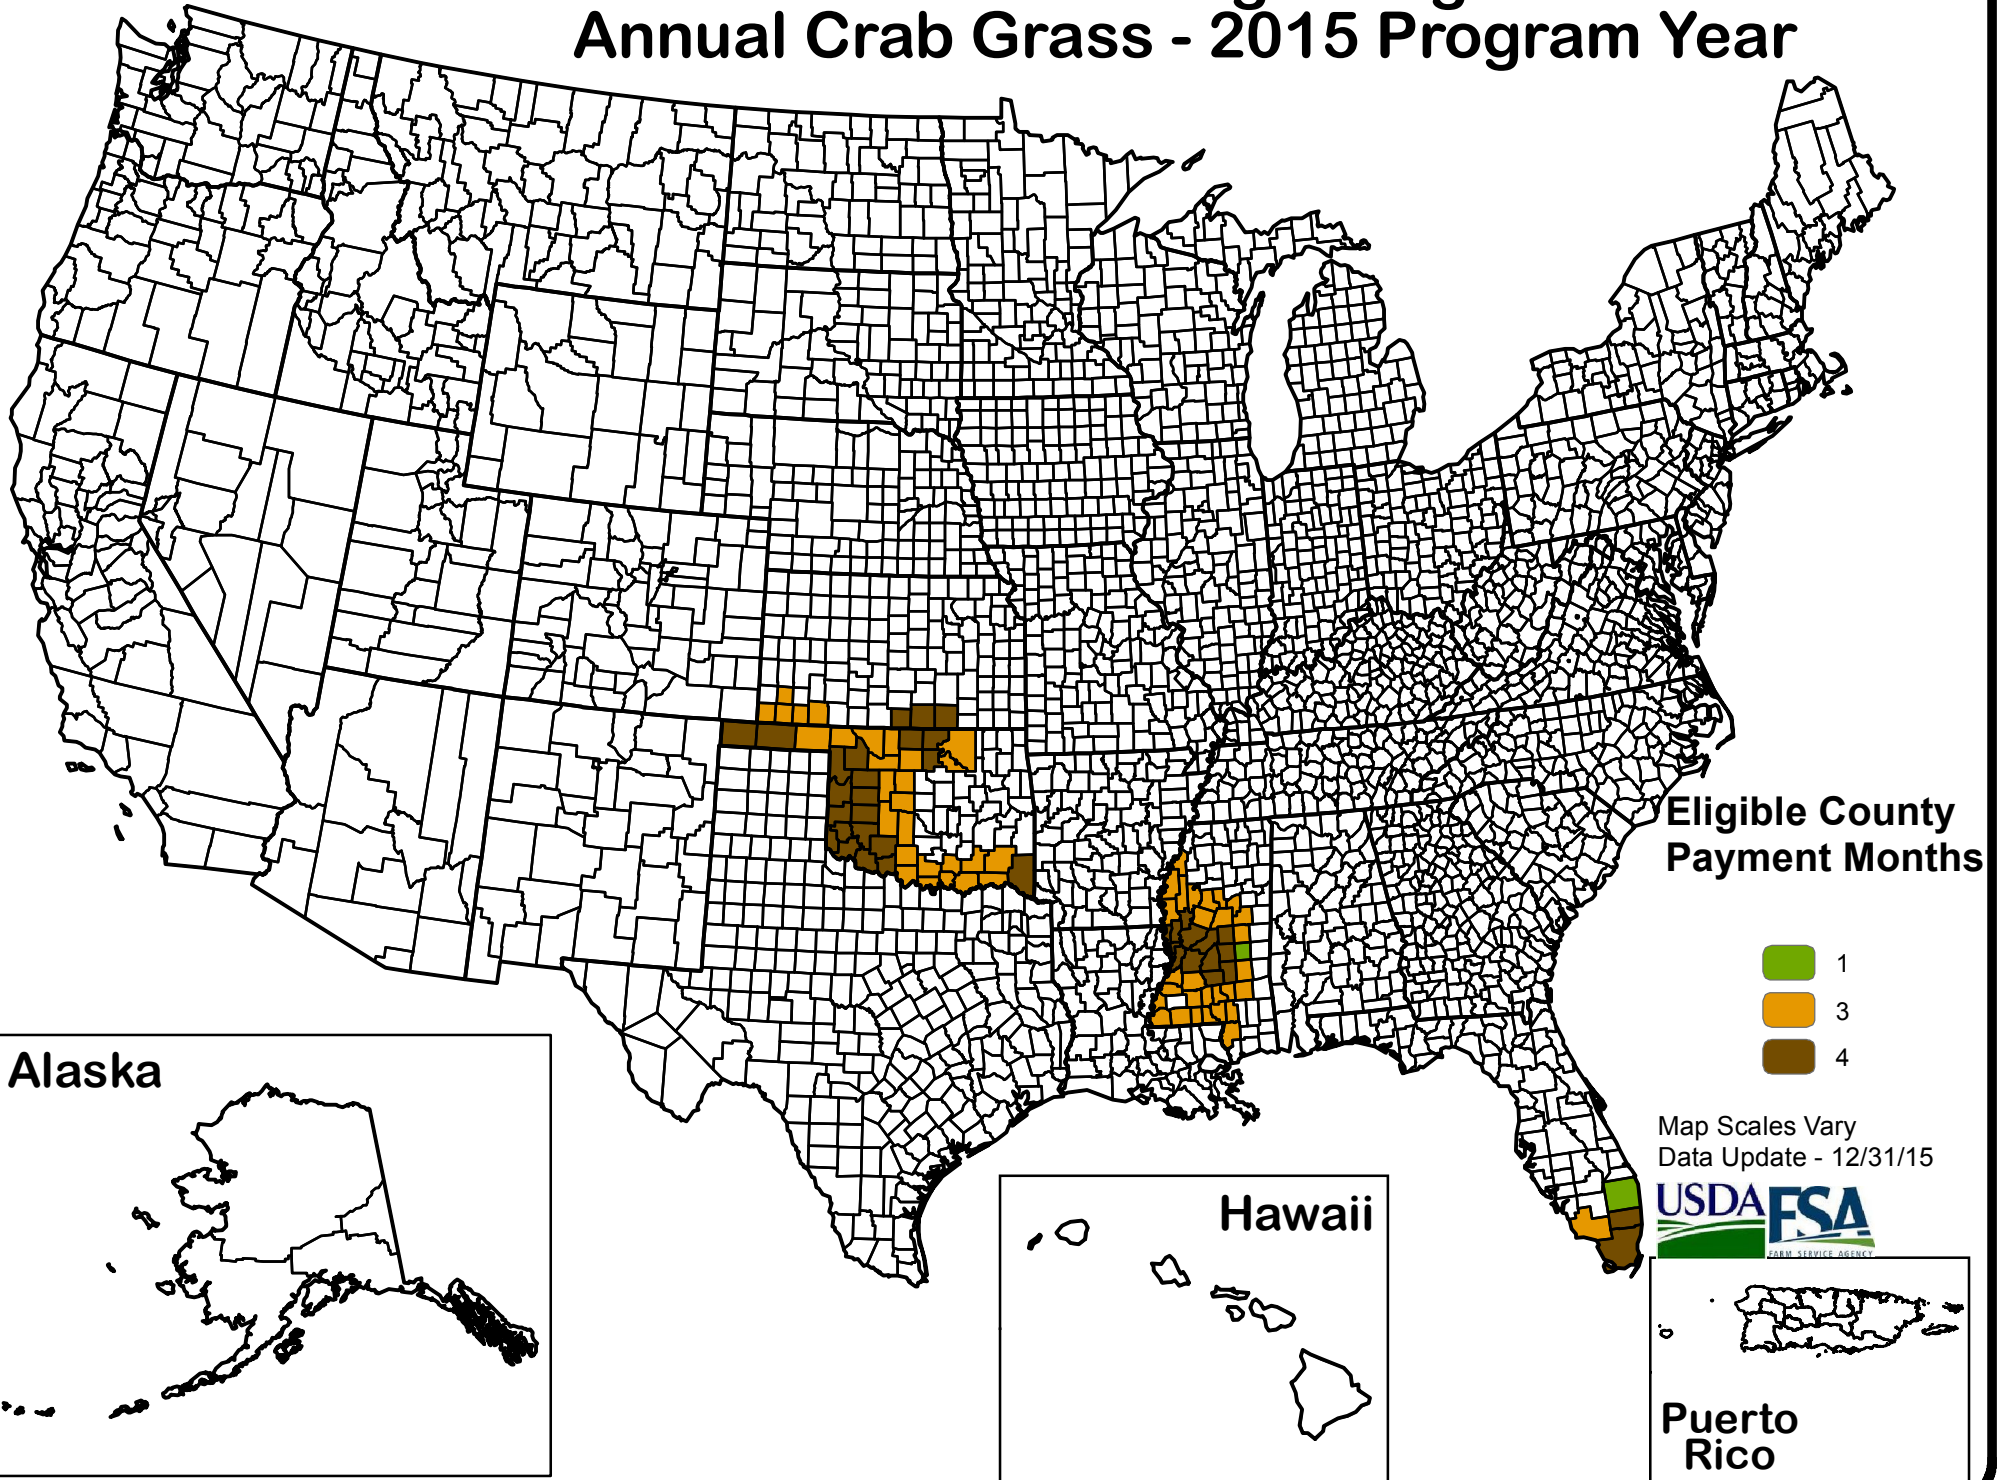 Annual Crab Grass - 2015 Program Year
Eligible County
Payment Months
1
3
4
Map Scales Vary
Data Update - 12/31/15
USDA FSA
FARM SERVICE AGENCY
Alaska
Hawaii
Puerto
Rico